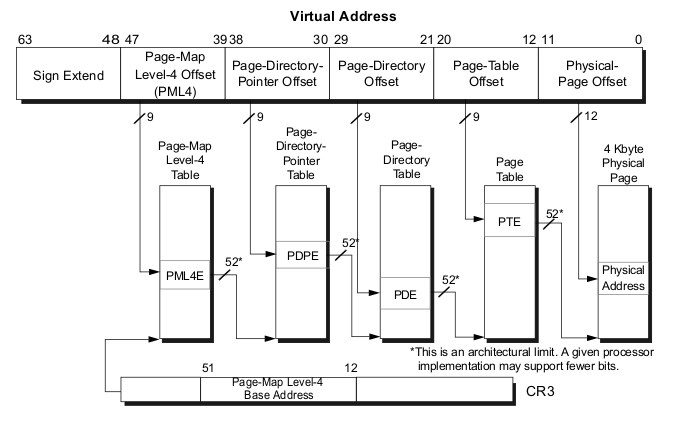 Virtual Address
63 48 47 39 38 30 29 21 20 12 11 0
Sign Extend
Page-Map
Level-4 Offset
(PML4)
Page-Directory-
Pointer Offset
Page-Directory
Offset
Page-Table
Offset
Physical-
Page Offset
9
9
9
9
12
Page-Map
Level-4
Table
Page-
Directory-
Pointer
Table
Page-
Directory
Table
Page
Table
4 Kbyte
Physical
Page
PML4E
52*
PDPE
52*
PDE
52*
PTE
52*
Physical
Address
*This is an architectural limit. A given processor
implementation may support fewer bits.
51 12
Page-Map Level-4
Base Address
CR3